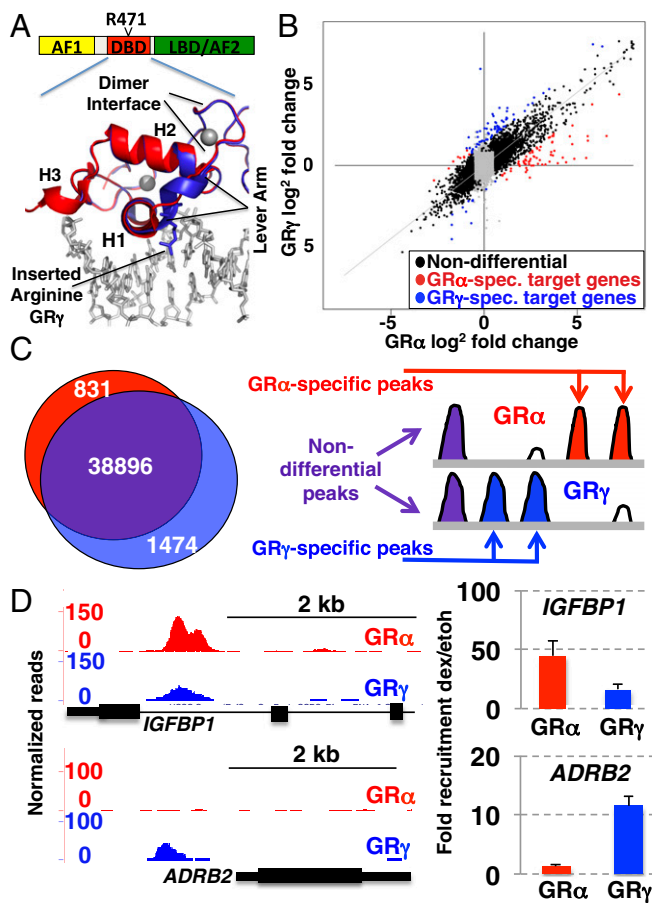 A
R471
AF1
DBD
LBD/AF2
Dimer
Interface
H2
H3
H1
Lever Arm
Inserted
Arginine
GRγ
B
GRγ log² fold change
5
0
5
Non-differential
GRα-spec. target genes
GRγ-spec. target genes
-5
0
5
GRα log² fold change
C
831
38896
1474
GRα-specific peaks
GRα
Non-
differential
peaks
GRγ
GRγ-specific peaks
D
Normalized reads
150
0
2 kb
GRα
150
0
GRγ
IGFBP1
100
0
2 kb
GRα
100
0
GRγ
ADRB2
Fold recruitment dex/etoh
100
50
0
IGFBP1
GRα GRγ
20
10
0
ADRB2
GRα GRγ